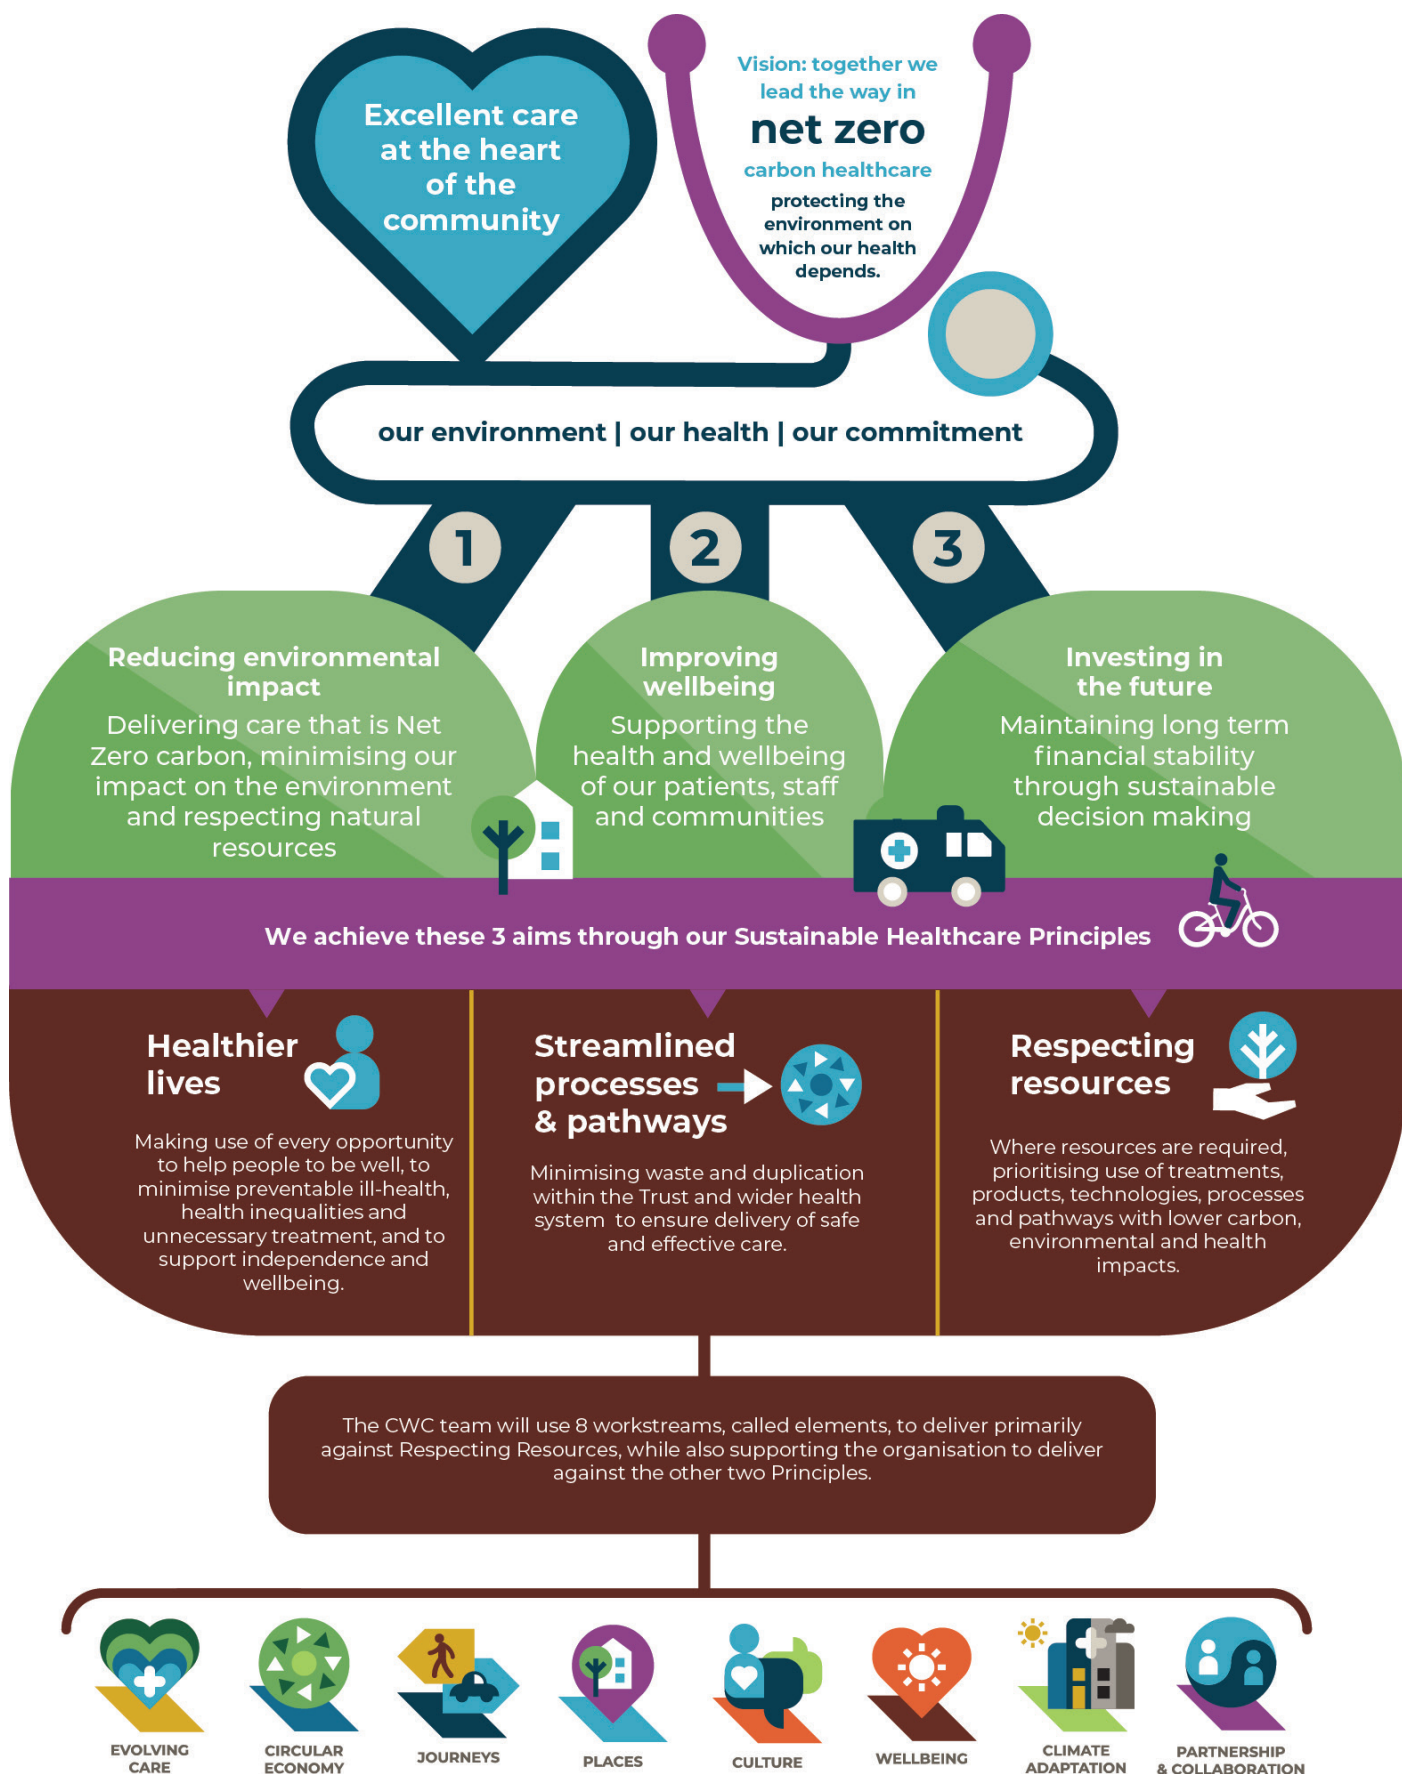 Excellent care
at the heart
of the
community
Vision: together we
lead the way in
net zero
carbon healthcare
protecting the
environment on
which our health
depends.
our environment | our health | our commitment
1
2
3
Reducing environmental
impact
Delivering care that is Net
Zero carbon, minimising our
impact on the environment
and respecting natural
resources
Improving
wellbeing
Supporting the
health and wellbeing
of our patients, staff
and communities
Investing in
the future
Maintaining long term
financial stability
through sustainable
decision making
We achieve these 3 aims through our Sustainable Healthcare Principles
Healthier
lives
Making use of every opportunity
to help people to be well, to
minimise preventable ill-health,
health inequalities and
unnecessary treatment, and to
support independence and
wellbeing.
Streamlined
processes
& pathways
Minimising waste and duplication
within the Trust and wider health
system to ensure delivery of safe
and effective care.
Respecting
resources
Where resources are required,
prioritising use of treatments,
products, technologies, processes
and pathways with lower carbon,
environmental and health
impacts.
The CWC team will use 8 workstreams, called elements, to deliver primarily
against Respecting Resources, while also supporting the organisation to deliver
against the other two Principles.
EVOLVING
CARE
CIRCULAR
ECONOMY
JOURNEYS
PLACES
CULTURE
WELLBEING
CLIMATE
ADAPTATION
PARTNERSHIP
& COLLABORATION